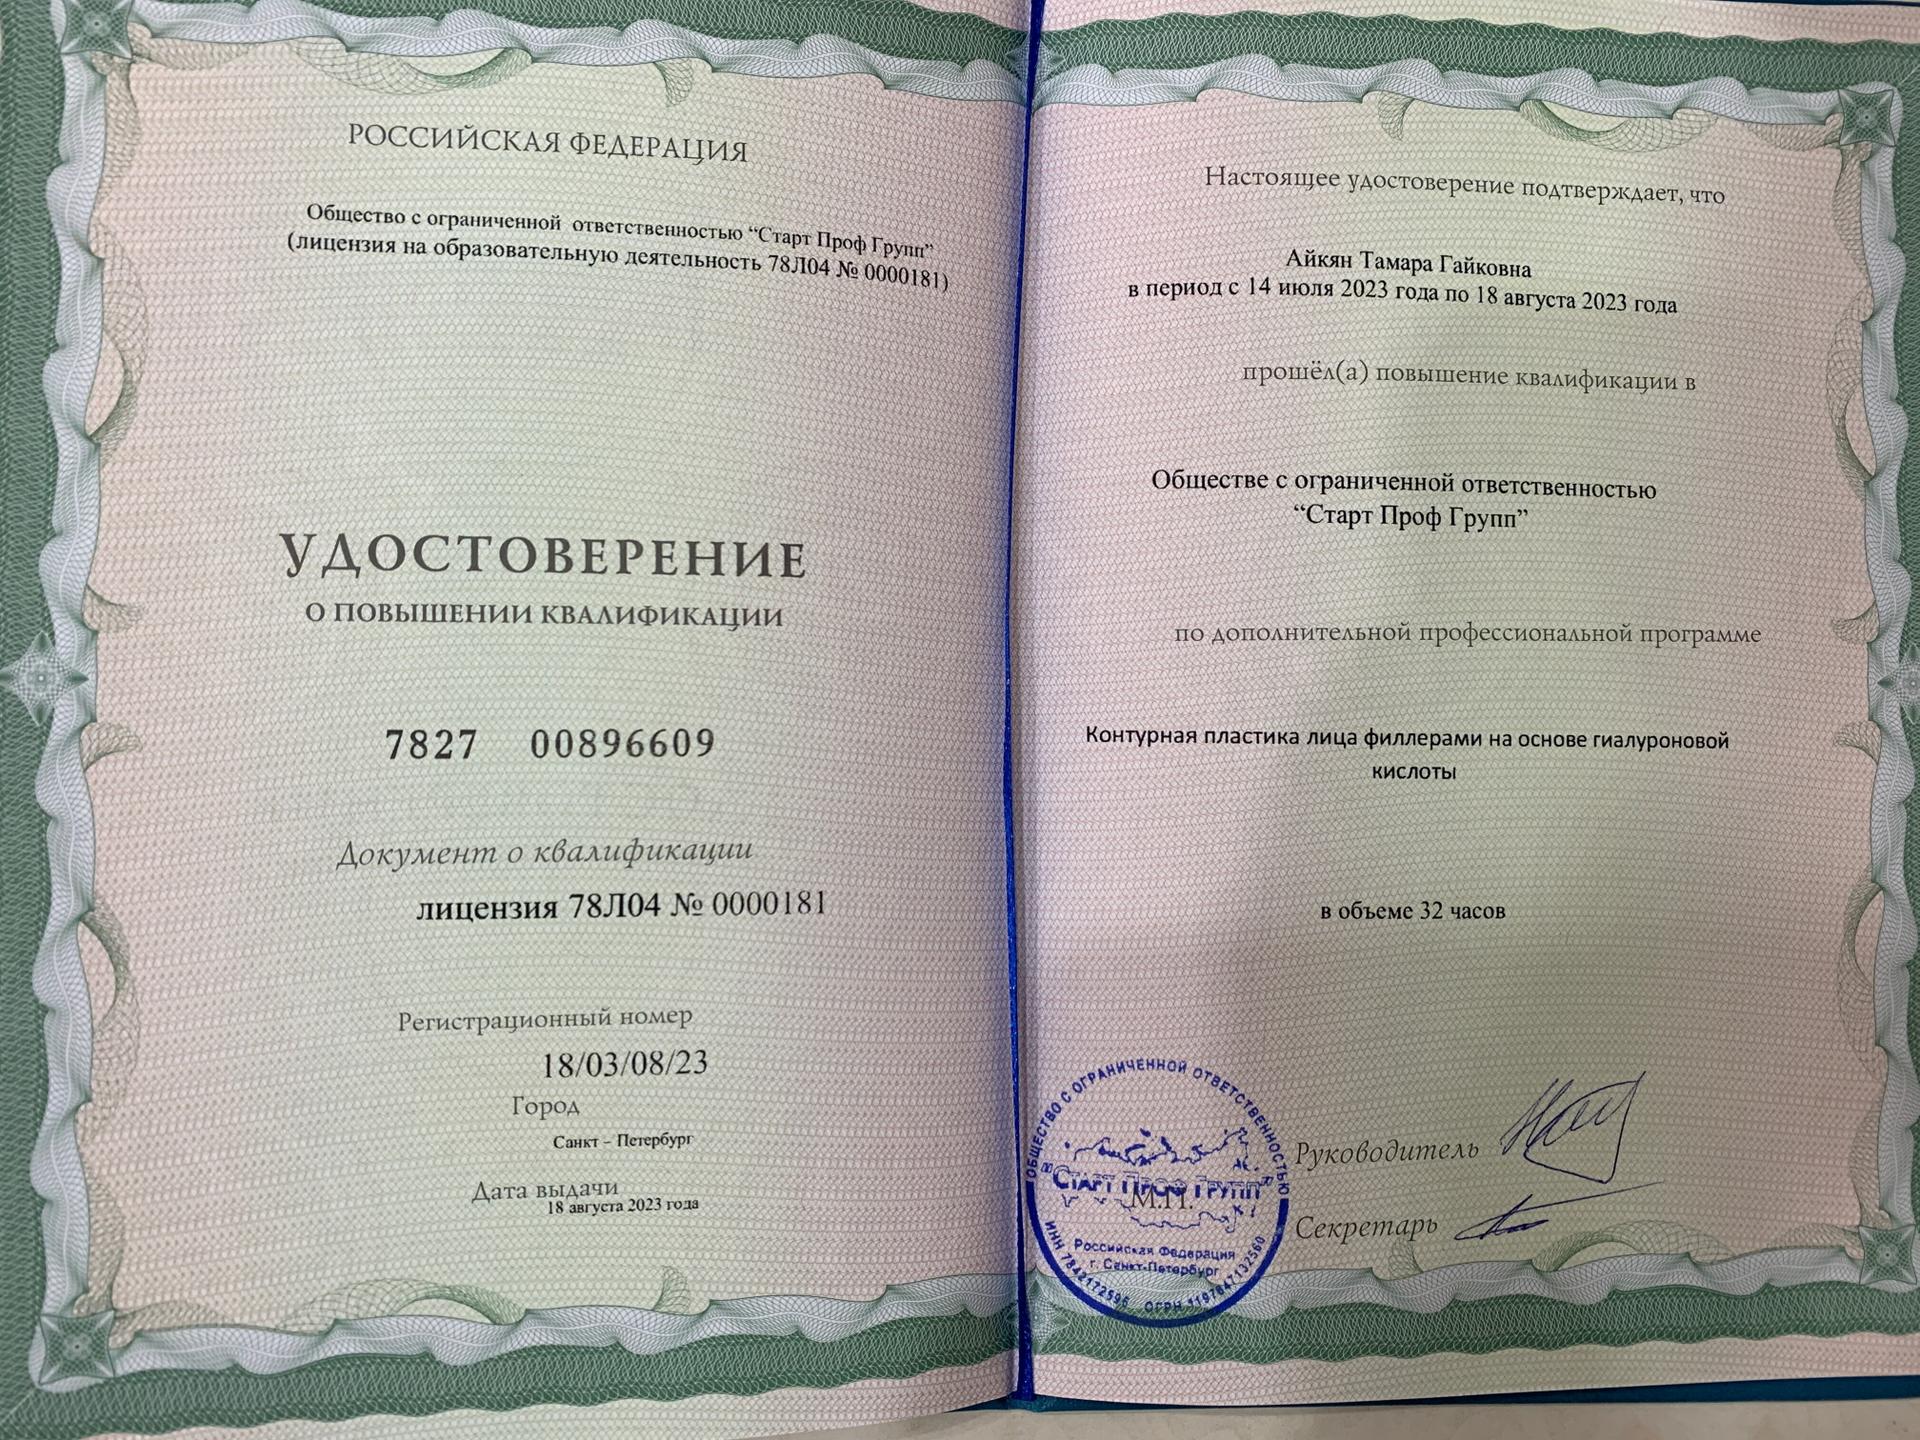 РОССИЙСКАЯ ФЕДЕРАЦИЯ
Общество с ограниченной ответственностью “Старт Проф Групп”
(лицензия на образовательную деятельность 78Л04 № 0000181)
УДОСТОВЕРЕНИЕ
О ПОВЫШЕНИИ КВАЛИФИКАЦИИ
7827 00896609
Документ о квалификации
лицензия 78Л04 № 0000181
Регистрационный номер
18/03/08/23
Город
Санкт – Петербург
Дата выдачи
18 августа 2023 года
Настоящее удостоверение подтверждает, что
Айкян Тамара Гайковна
в период с 14 июля 2023 года по 18 августа 2023 года
прошёл(а) повышение квалификации в
Обществе с ограниченной ответственностью
“Старт Проф Групп”
по дополнительной профессиональной программе
Контурная пластика лица филлерами на основе гиалуроновой
кислоты
в объеме 32 часов
ОБЩЕСТВО С ОГРАНИЧЕННОЙ ОТВЕТСТВЕННОСТЬЮ
"Старт Проф Групп"
М.П.
Российская Федерация
г. Санкт-Петербург
ИНН 7842172595 ОГРН 1197847132560
Руководитель
Секретарь